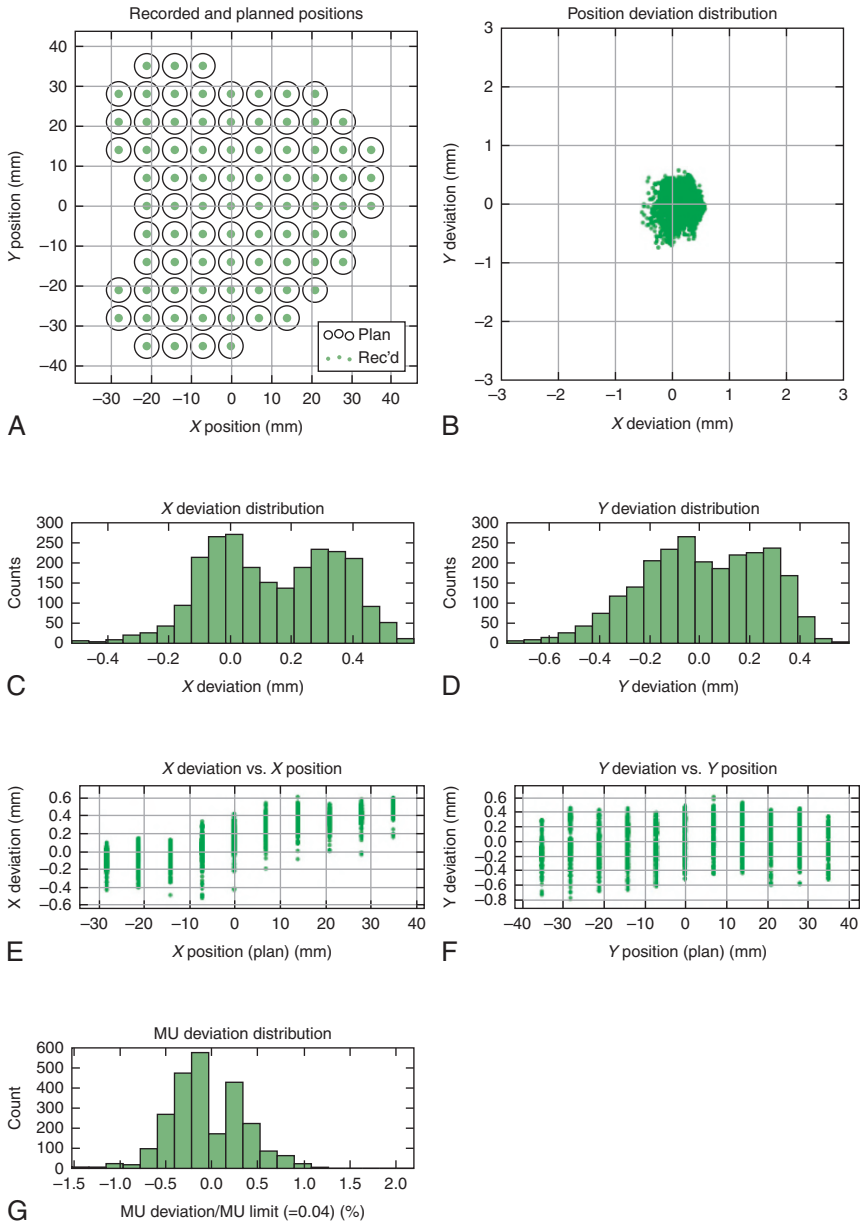 Recorded and planned positions
40
30
20
10
0
−10
−20
−30
−40
Y position (mm)
Plan
Rec'd
−30 −20 −10 0 10 20 30 40
X position (mm)
A
Position deviation distribution
3
2
1
0
−1
−2
−3
Y deviation (mm)
−3 −2 −1 0 1 2 3
X deviation (mm)
B
X deviation distribution
300
250
200
150
100
50
0
Counts
−0.4 −0.2 0.0 0.2 0.4
X deviation (mm)
C
Y deviation distribution
300
250
200
150
100
50
0
Counts
−0.6 −0.4 −0.2 0.0 0.2 0.4
Y deviation (mm)
D
X deviation vs. X position
0.6
0.4
0.2
0.0
−0.2
−0.4
−0.6
X deviation (mm)
−30 −20 −10 0 10 20 30 40
X position (plan) (mm)
E
Y deviation vs. Y position
0.6
0.4
0.2
0.0
−0.2
−0.4
−0.6
−0.8
Y deviation (mm)
−40 −30 −20 −10 0 10 20 30 40
Y position (plan) (mm)
F
MU deviation distribution
600
500
400
300
200
100
0
Count
−1.5 −1.0 −0.5 0.0 0.5 1.0 1.5 2.0
MU deviation/MU limit (=0.04) (%)
G